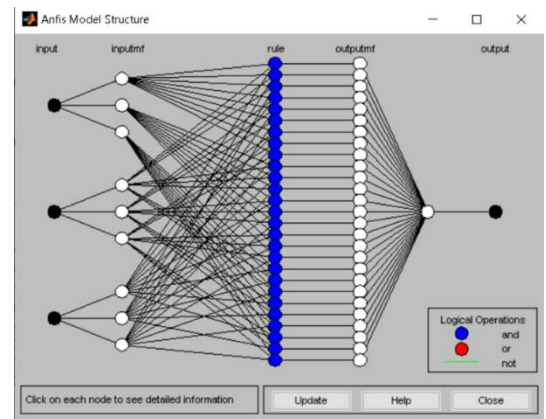 Anfis Model Structure
input inputmf rule outputmf output
Logical Operations
and
or
not
Click on each node to see detailed information Update Help Close